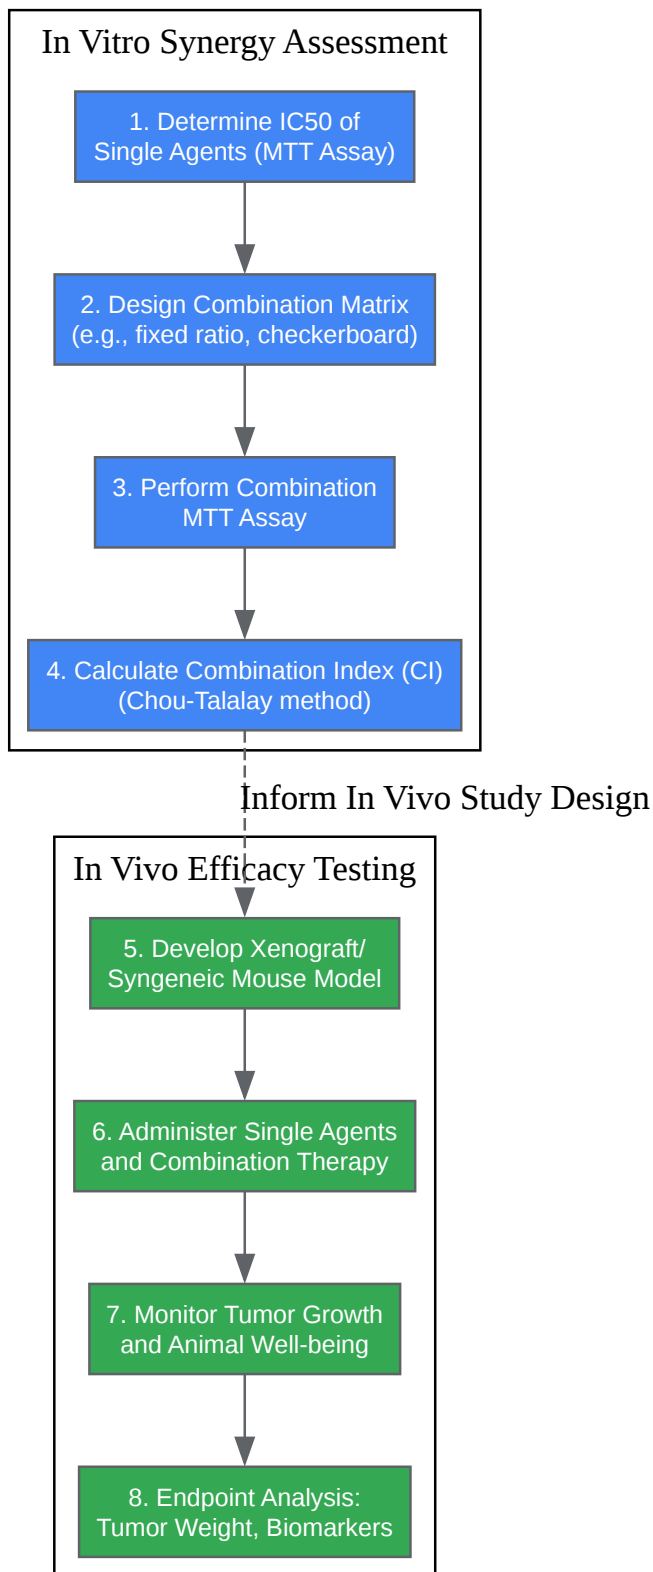 In Vitro Synergy Assessment
1. Determine IC50 of
Single Agents (MTT Assay)
2. Design Combination Matrix
(e.g., fixed ratio, checkerboard)
3. Perform Combination
MTT Assay
4. Calculate Combination Index (CI)
(Chou-Talalay method)
Inform In Vivo Study Design
In Vivo Efficacy Testing
5. Develop Xenograft/
Syngeneic Mouse Model
6. Administer Single Agents
and Combination Therapy
7. Monitor Tumor Growth
and Animal Well-being
8. Endpoint Analysis:
Tumor Weight, Biomarkers